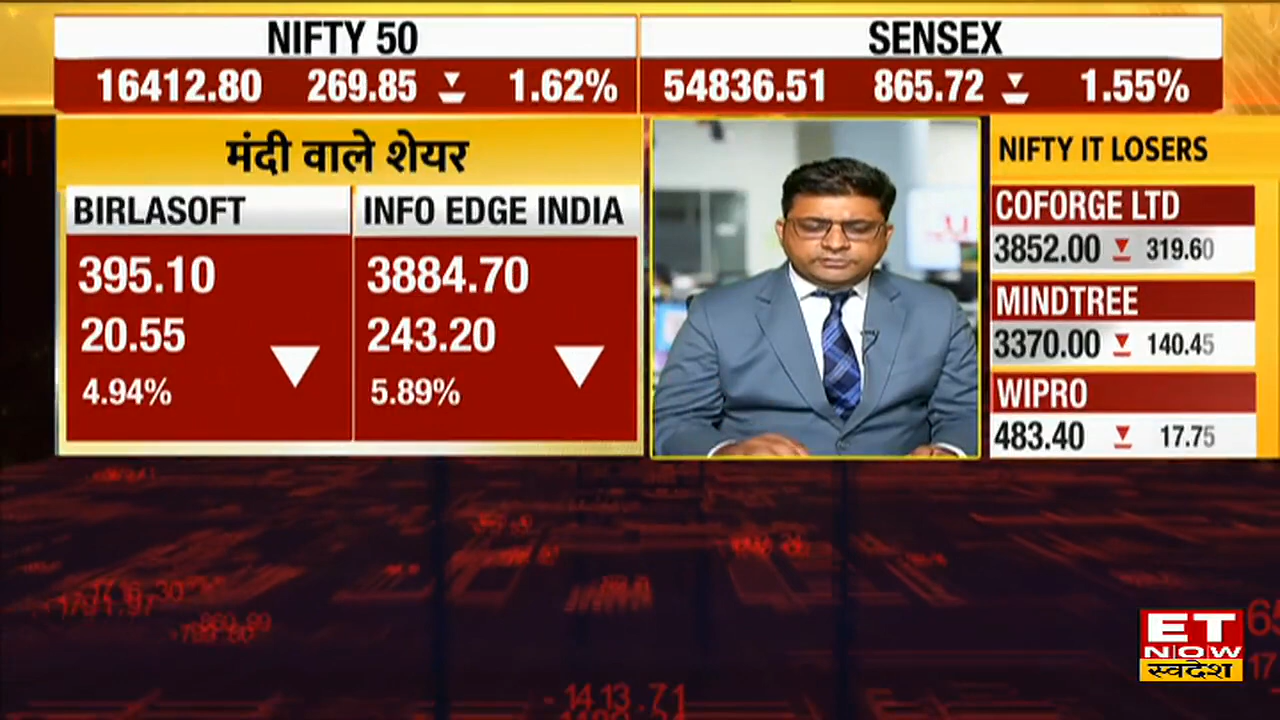 NIFTY 50
16412.80 269.85 1.62%
SENSEX
54836.51 865.72 1.55%
मंदी वाले शेयर
BIRLASOFT
395.10
20.55
4.94%
INFO EDGE INDIA
3884.70
243.20
5.89%
NIFTY IT LOSERS
COFORGE LTD
3852.00 319.60
MINDTREE
3370.00 140.45
WIPRO
483.40 17.75
ET
NOW
स्वदेश